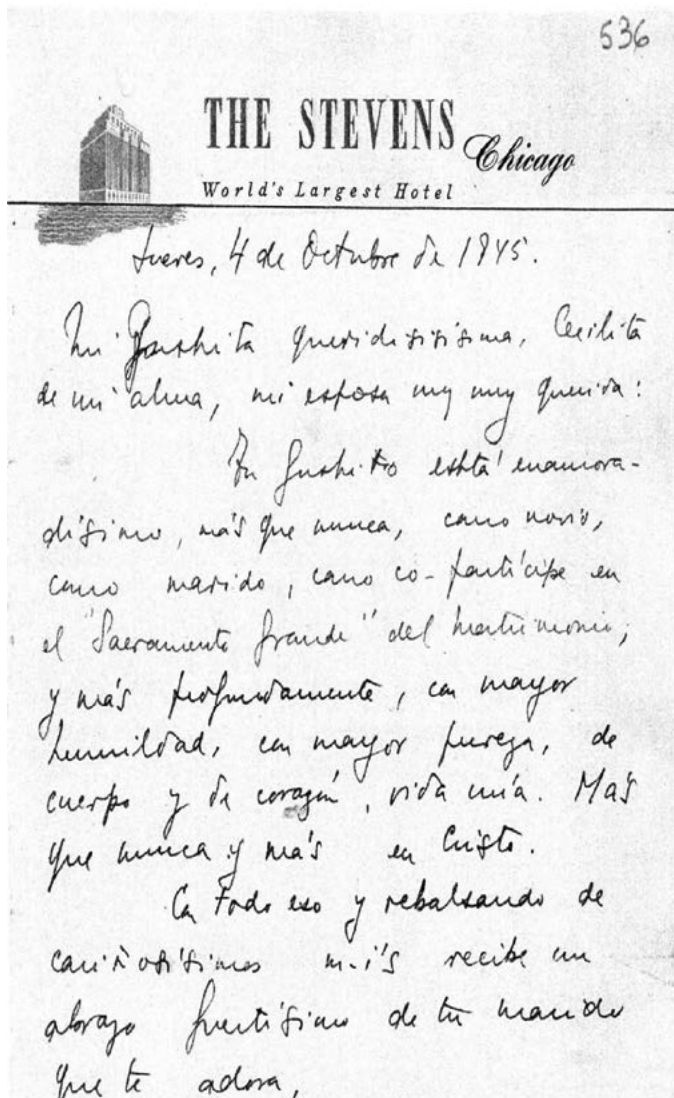 536
THE STEVENS
Chicago
World's Largest Hotel
Jueves, 4 de Octubre de 1945.
Mi Gushita queridisisísima, Cecilita
de mi alma, mi esposa muy muy querida:
Tu Gushito eshtá enamora-
dísimo, más que nunca, como novio,
como marido, como co-partícipe en
el "Sacramento Grande" del Matrimonio;
y más profundamente, con mayor
humildad, con mayor pureza, de
cuerpo y de corazón, vida mía. Más
que nunca y más en Cristo.
Con todo eso y rebalsando de
cariñosísimos m-i's recibe un
abrazo fuertísimo de tu marido
que te adora,